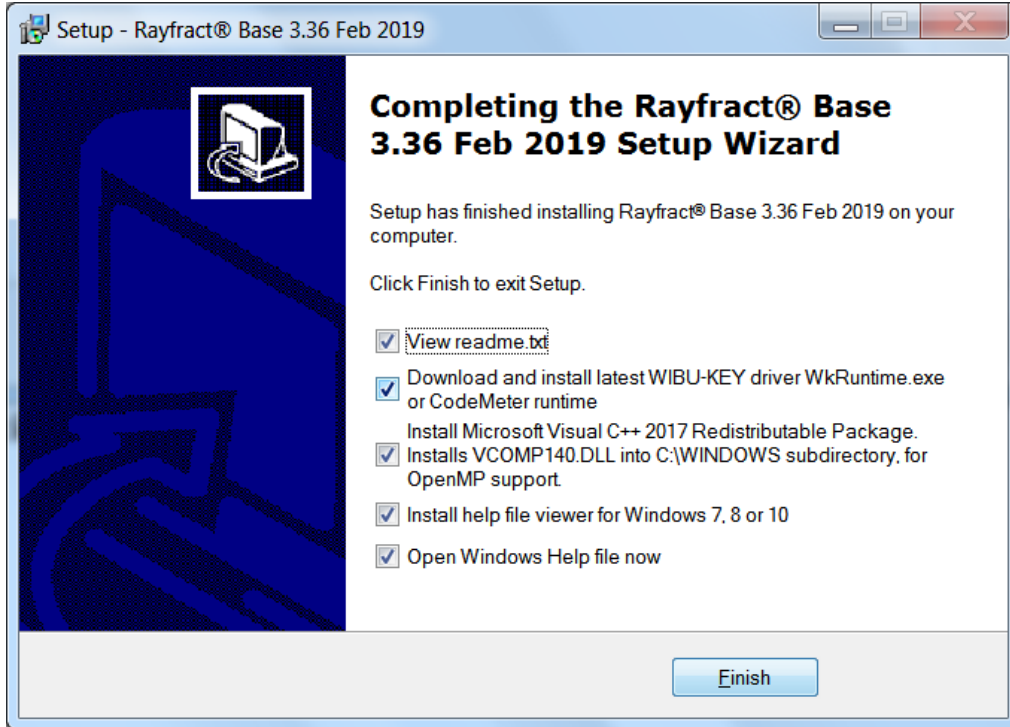 Setup - Rayfract® Base 3.36 Feb 2019
Completing the Rayfract® Base
3.36 Feb 2019 Setup Wizard
Setup has finished installing Rayfract® Base 3.36 Feb 2019 on your
computer.
Click Finish to exit Setup.
View readme.txt
Download and install latest WIBU-KEY driver WkRuntime.exe
or CodeMeter runtime
Install Microsoft Visual C++ 2017 Redistributable Package.
Installs VCOMP140.DLL into C:\WINDOWS subdirectory, for
OpenMP support.
Install help file viewer for Windows 7, 8 or 10
Open Windows Help file now
Finish